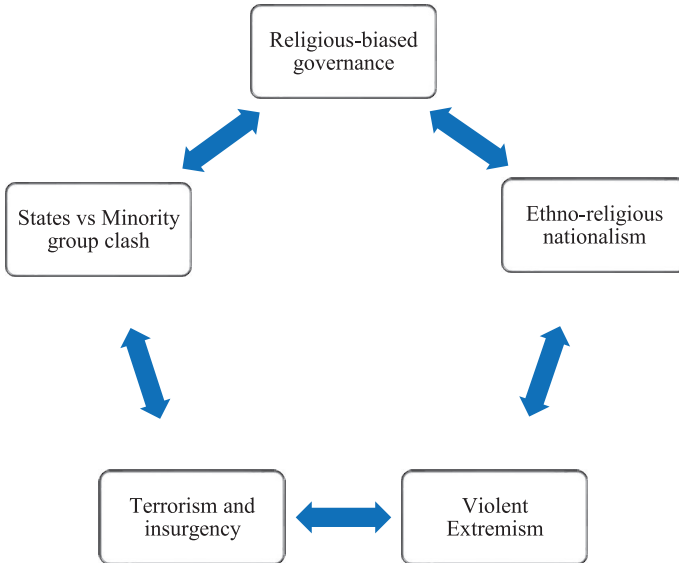 Religious-biased
governance
States vs Minority
group clash
Ethno-religious
nationalism
Terrorism and
insurgency
Violent
Extremism